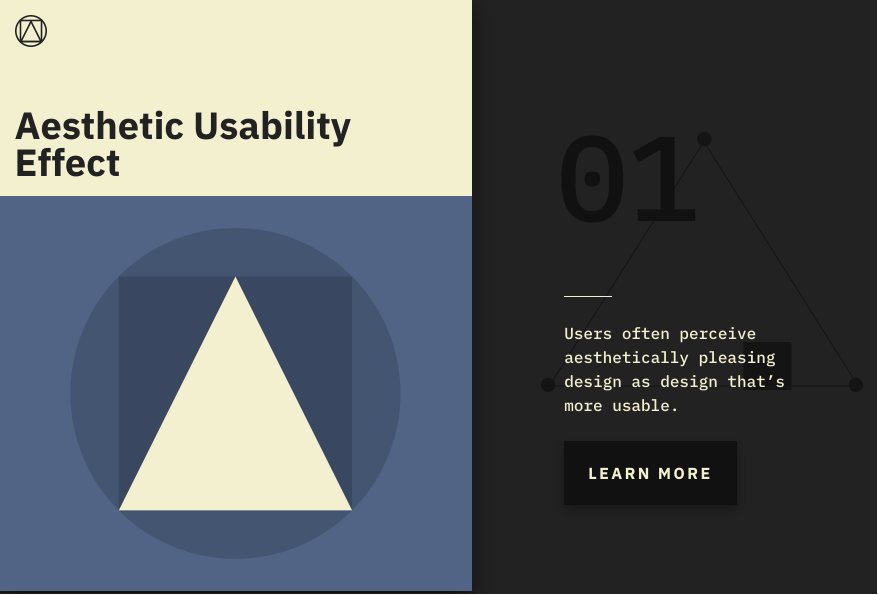 Aesthetic Usability
Effect
01
Users often perceive
aesthetically pleasing
design as design that’s
more usable.
LEARN MORE